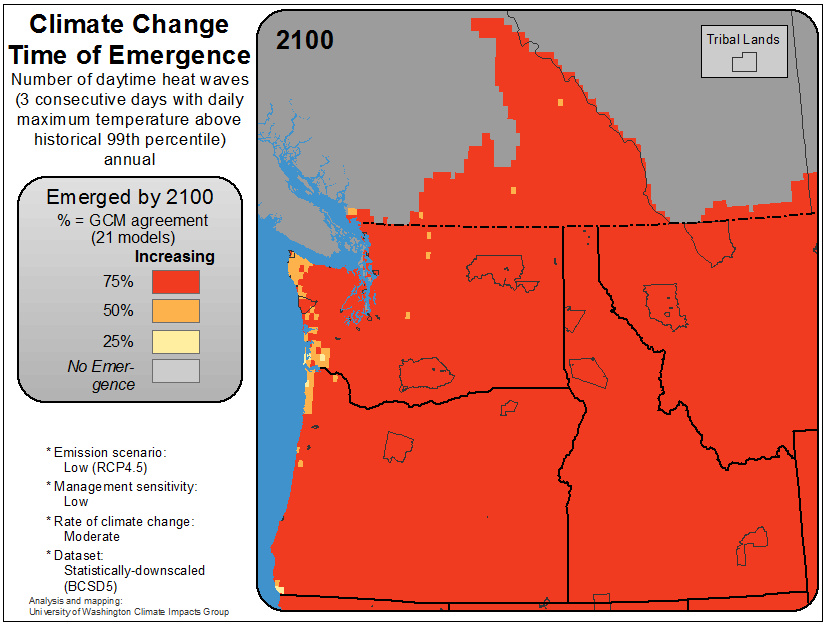 Climate Change
Time of Emergence
Number of daytime heat waves
(3 consecutive days with daily
maximum temperature above
historical 99th percentile)
annual
2100
Tribal Lands
Emerged by 2100
% = GCM agreement
(21 models)
Increasing
75%
50%
25%
No Emer-
gence
* Emission scenario:
Low (RCP4.5)
* Management sensitivity:
Low
* Rate of climate change:
Moderate
* Dataset:
Statistically-downscaled
(BCSD5)
Analysis and mapping:
University of Washington Climate Impacts Group